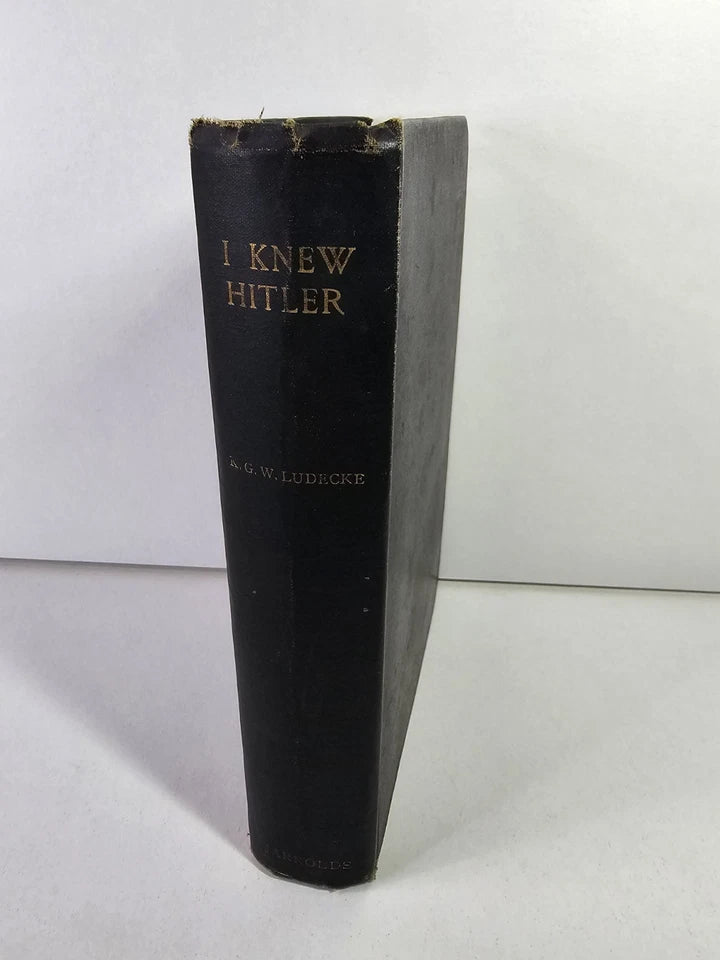 I KNEW
HITLER
K. G. W. LUDECKE
JARROLDS